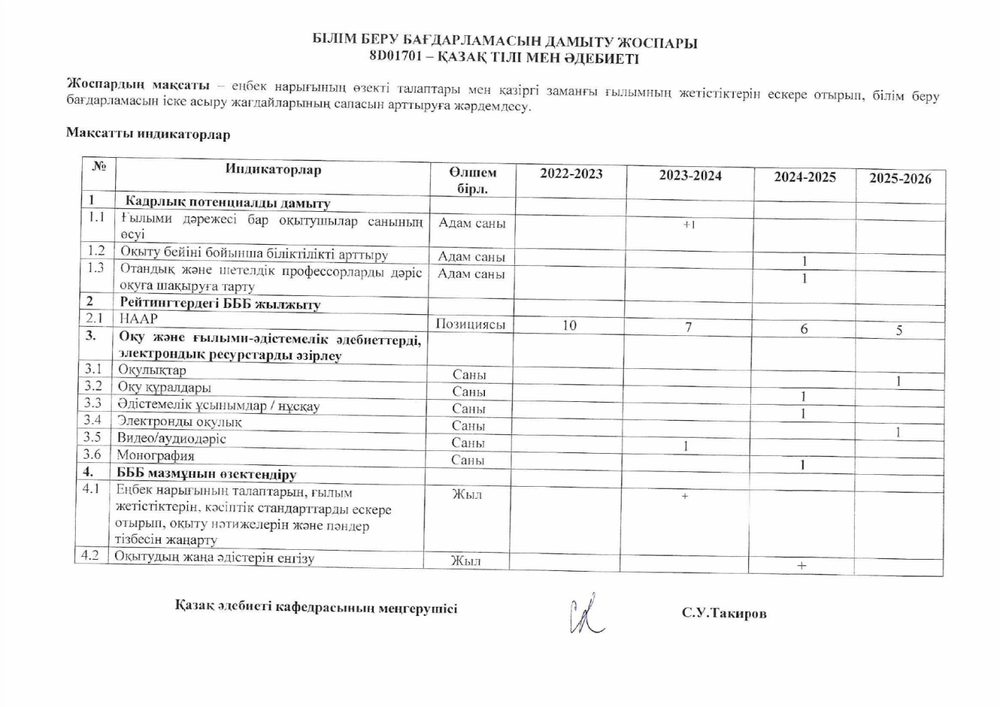 БІЛІМ БЕРУ БАҒДАРЛАМАСЫН ДАМЫТУ ЖОСПАРЫ
8D01701 – ҚАЗАҚ ТІЛІ МЕН ӘДЕБИЕТІ
Жоспардың мақсаты – еңбек нарығының өзекті талаптары мен қазіргі заманғы ғылымның жетістіктерін ескере отырып, білім беру
бағдарламасын іске асыру жағдайларының сапасын арттыруға жәрдемдесу.
Мақсатты индикаторлар
№ Индикаторлар Өлшем бірл. 2022-2023 2023-2024 2024-2025 2025-2026
1 Кадрлық потенциалды дамыту
1.1 Ғылыми дәрежесі бар оқытушылар санының Адам саны +1
өсуі
1.2 Оқыту бейіні бойынша біліктілікті арттыру Адам саны 1
1.3 Отандық және шетелдік профессорларды дәріс Адам саны 1
оқуға шақыруға тарту
2 Рейтингтердегі БББ жылжыту
2.1 НААР Позициясы 10 7 6 5
3. Оқу және ғылыми-әдістемелік әдебиеттерді,
электрондық ресурстарды әзірлеу
3.1 Оқулықтар Саны 1
3.2 Оқу құралдары Саны 1
3.3 Әдістемелік ұсынымдар / нұсқау Саны 1
3.4 Электронды оқулық Саны 1
3.5 Видео/аудиодәріс Саны 1
3.6 Монография Саны 1
4. БББ мазмұнын өзектендіру
4.1 Еңбек нарығының талаптарын, ғылым Жыл +
жетістіктерін, кәсіптік стандарттарды ескере
отырып, оқыту нәтижелерін және пәндер
тізбесін жаңарту
4.2 Оқытудың жаңа әдістерін енгізу Жыл +
Қазақ әдебиеті кафедрасының меңгерушісі С.У.Такиров